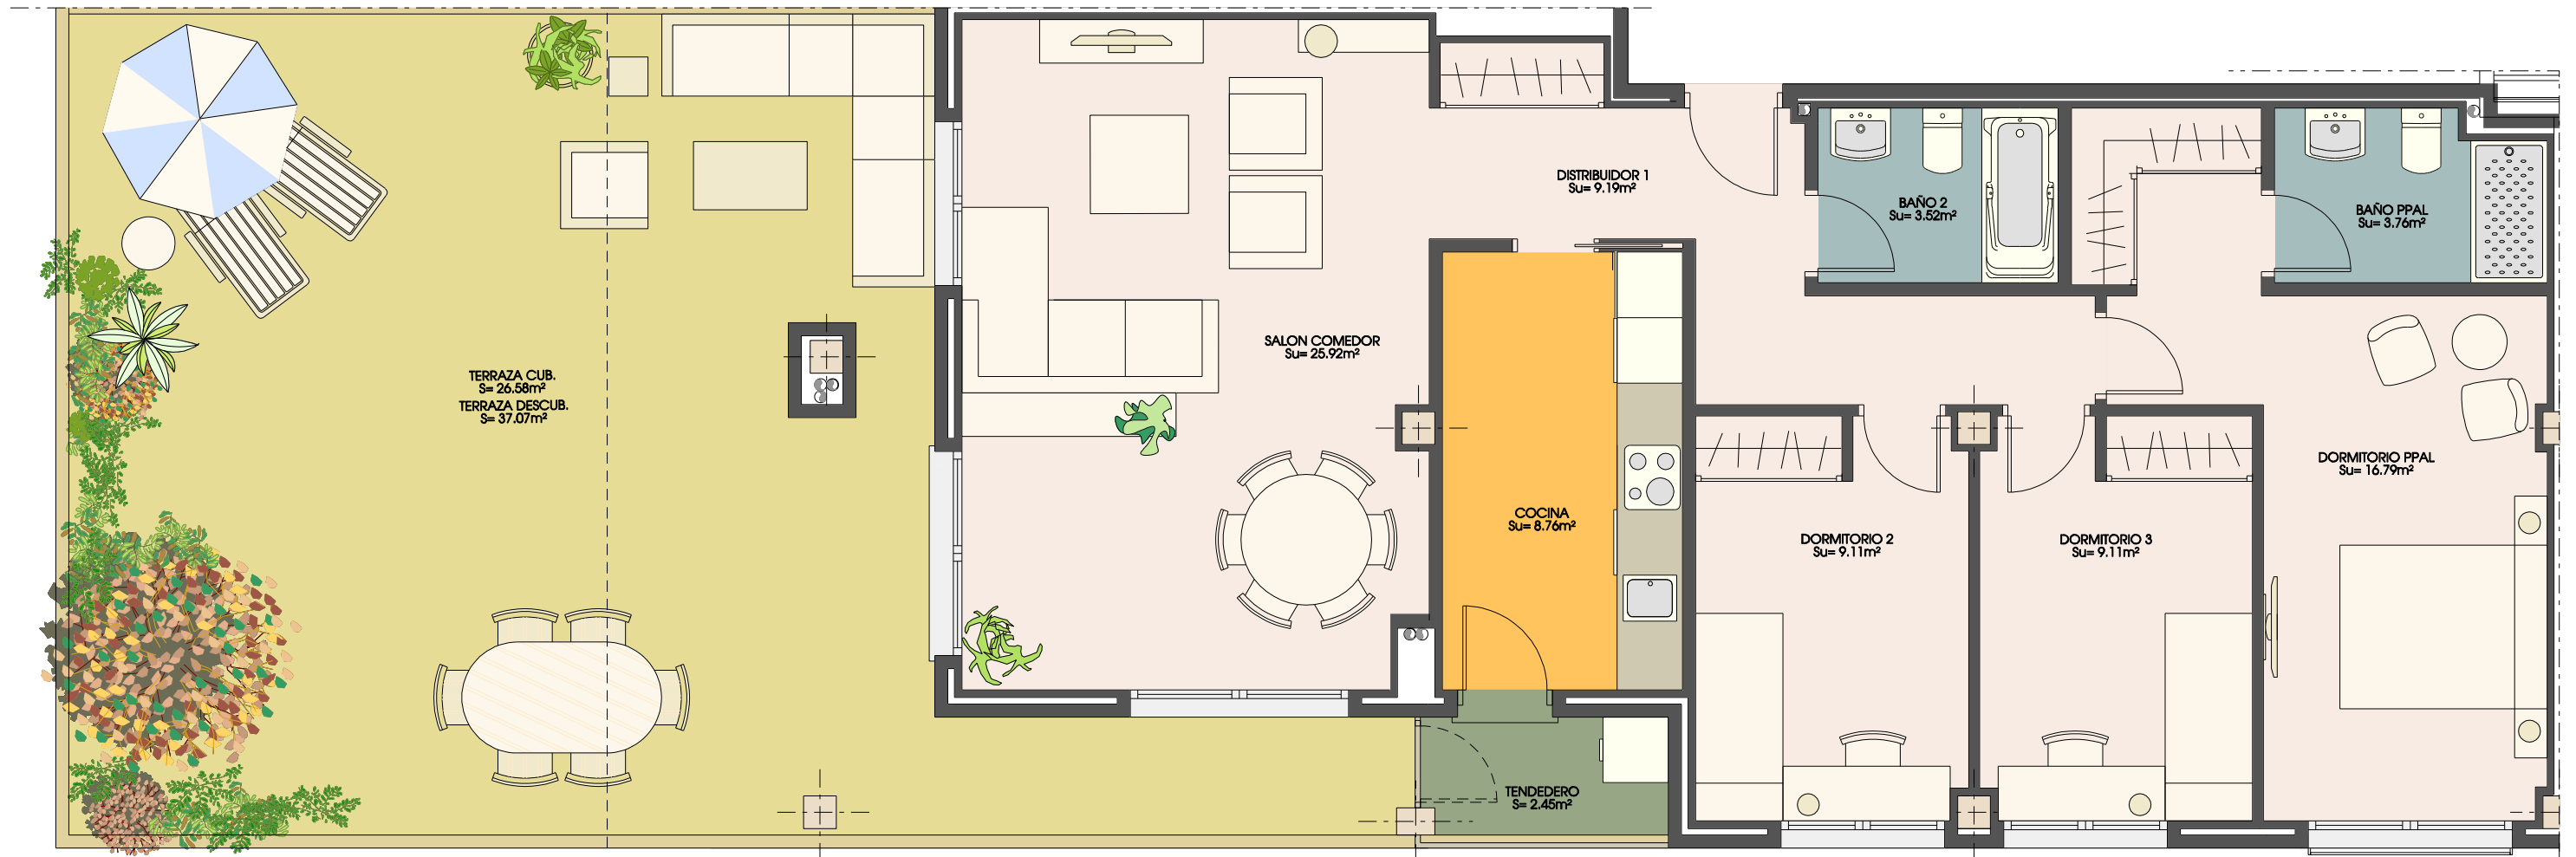 TERRAZA CUB.
S= 26.58m²
TERRAZA DESCUB.
S= 37.07m²
SALON COMEDOR
Su= 25.92m²
DISTRIBUIDOR 1
Su= 9.19m²
COCINA
Su= 8.76m²
TENDEDERO
S= 2.45m²
BAÑO 2
Su= 3.52m²
BAÑO PPAL
Su= 3.76m²
DORMITORIO 2
Su= 9.11m²
DORMITORIO 3
Su= 9.11m²
DORMITORIO PPAL
Su= 16.79m²